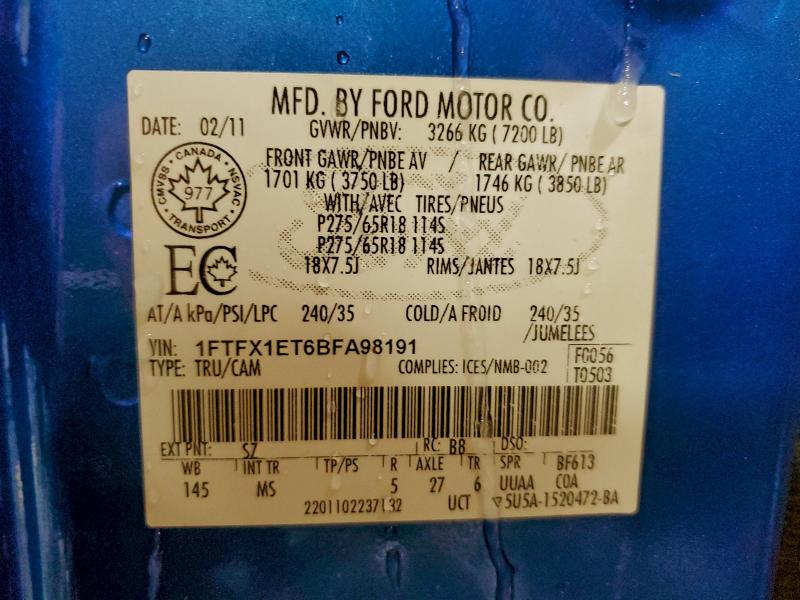 MFD. BY FORD MOTOR CO.
DATE: 02/11 GVWR/PNBV: 3266 KG ( 7200 LB)
FRONT GAWR/PNBE AV / REAR GAWR/ PNBE AR
1701 KG ( 3750 LB) 1746 KG ( 3850 LB)
WITH/AVEC TIRES/PNEUS
P275/65R18 114S
P275/65R18 114S
18X7.5J RIMS/JANTES 18X7.5J
CANADA
CMVSS NSVAC
977
TRANSPORT
EC
AT/A kPa/PSI/LPC 240/35 COLD/A FROID 240/35
/JUMELEES
VIN: 1FTFX1ET6BFA98191 F0056
TYPE: TRU/CAM COMPLIES: ICES/NMB-002 T0503
EXT PNT: SZ RC: B8 DSO:
WB INT TR TP/PS R AXLE TR SPR BF613
145 MS 5 27 6 UUAA COA
2201102237132 UCT ▽5U5A-1520472-BA